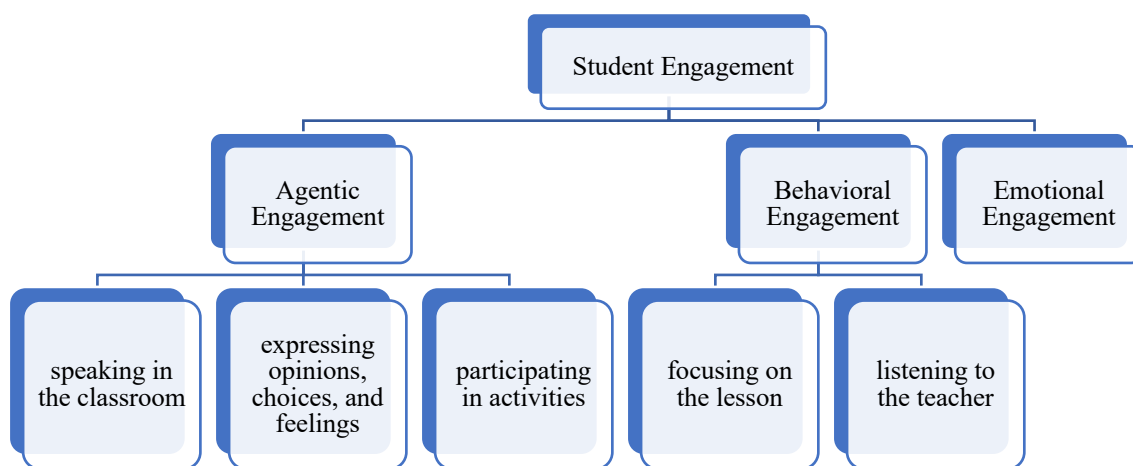 Student Engagement
Agentic
Engagement
Behavioral
Engagement
Emotional
Engagement
speaking in
the classroom
expressing
opinions,
choices, and
feelings
participating
in activities
focusing on
the lesson
listening to
the teacher